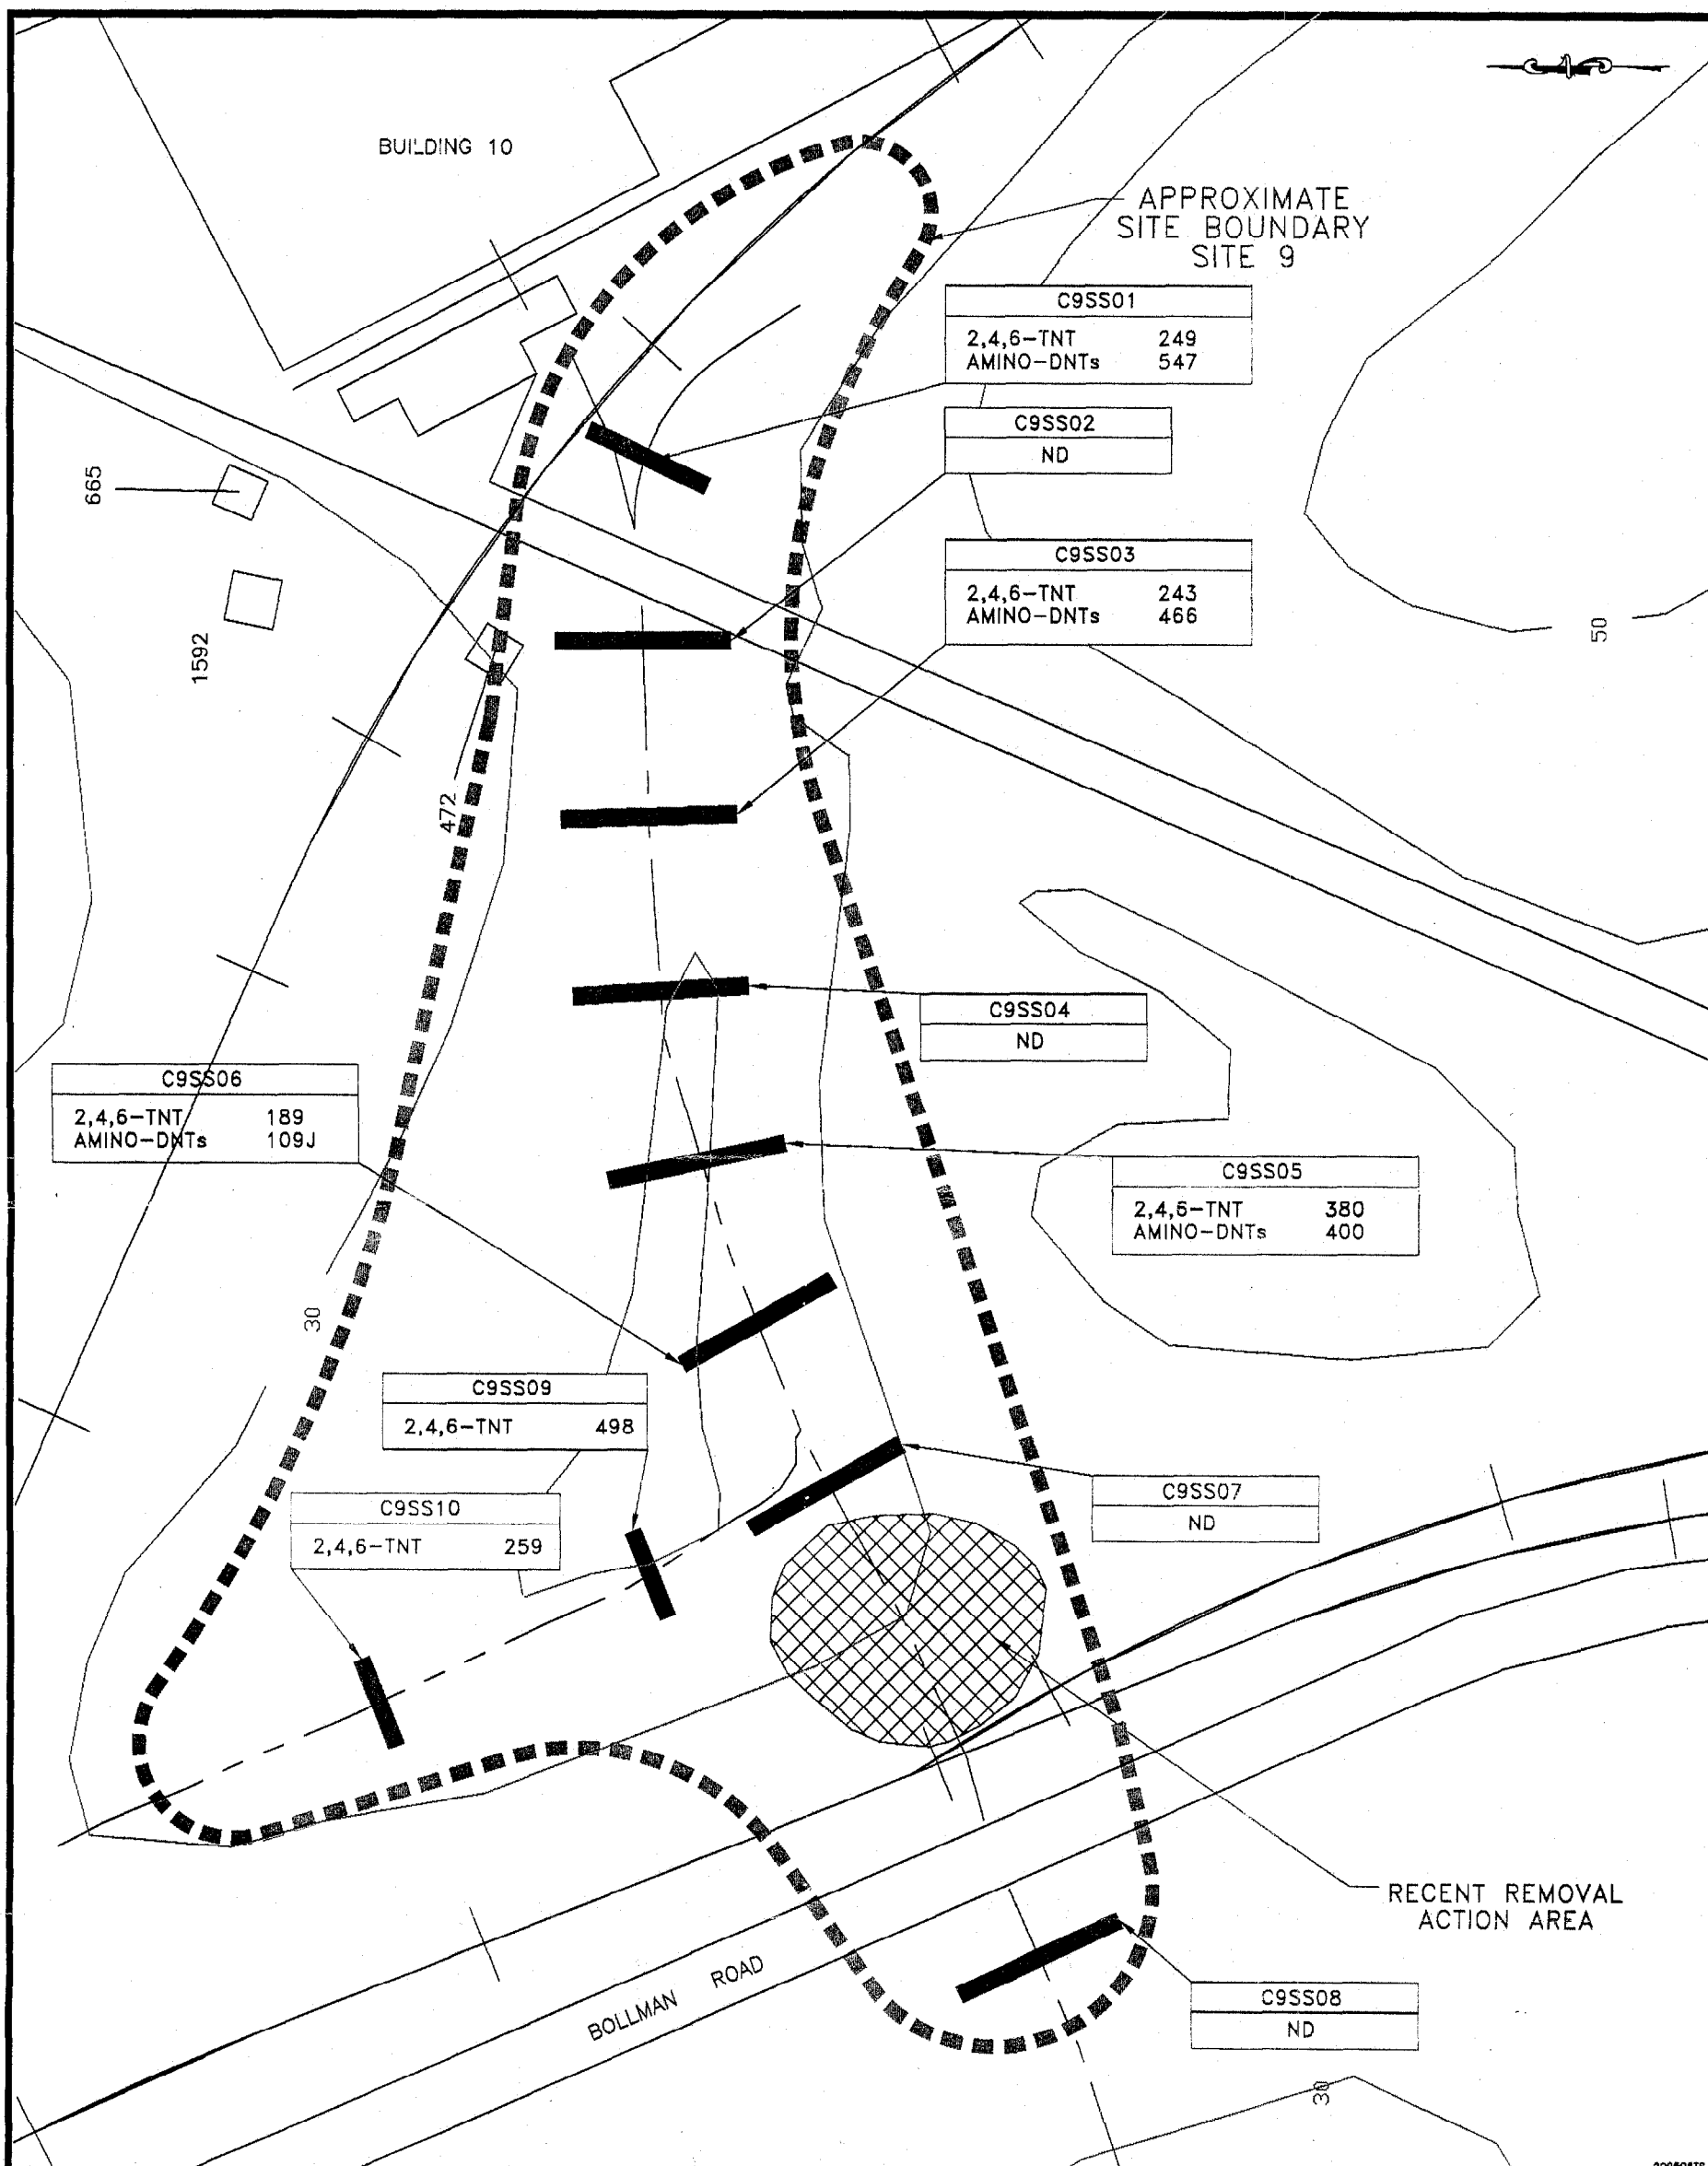 BUILDING 10
APPROXIMATE
SITE BOUNDARY
SITE 9
C9SS01
2,4,6-TNT 249
AMINO-DNTs 547
C9SS02
ND
665
C9SS03
2,4,6-TNT 243
AMINO-DNTs 466
50
1592
472
C9SS04
ND
C9SS06
2,4,6-TNT 189
AMINO-DNTs 109J
C9SS05
2,4,6-TNT 380
AMINO-DNTs 400
30
C9SS09
2,4,6-TNT 498
C9SS07
ND
C9SS10
2,4,6-TNT 259
RECENT REMOVAL
ACTION AREA
BOLLMAN ROAD
C9SS08
ND
30